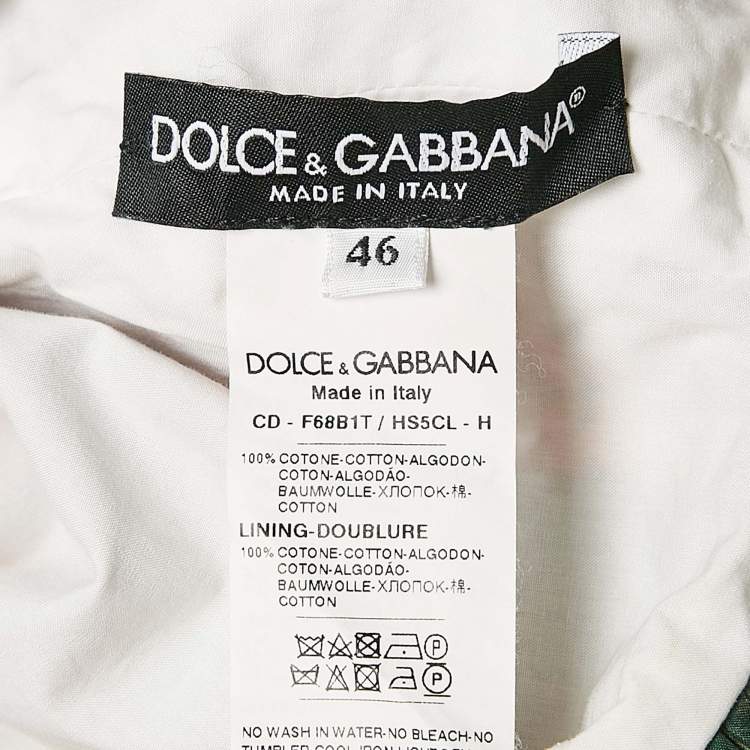 DOLCE & GABBANA®
MADE IN ITALY
46
DOLCE & GABBANA
Made in Italy
CD - F68B1T / HS5CL - H
100% COTONE-COTTON-ALGODON-
COTON-ALGODÃO-
BAUMWOLLE-ХЛОПОК-棉-
COTTON
LINING-DOUBLURE
100% COTONE-COTTON-ALGODON-
COTON-ALGODÃO-
BAUMWOLLE-ХЛОПОК-棉-
COTTON
P
P
NO WASH IN WATER-NO BLEACH-NO